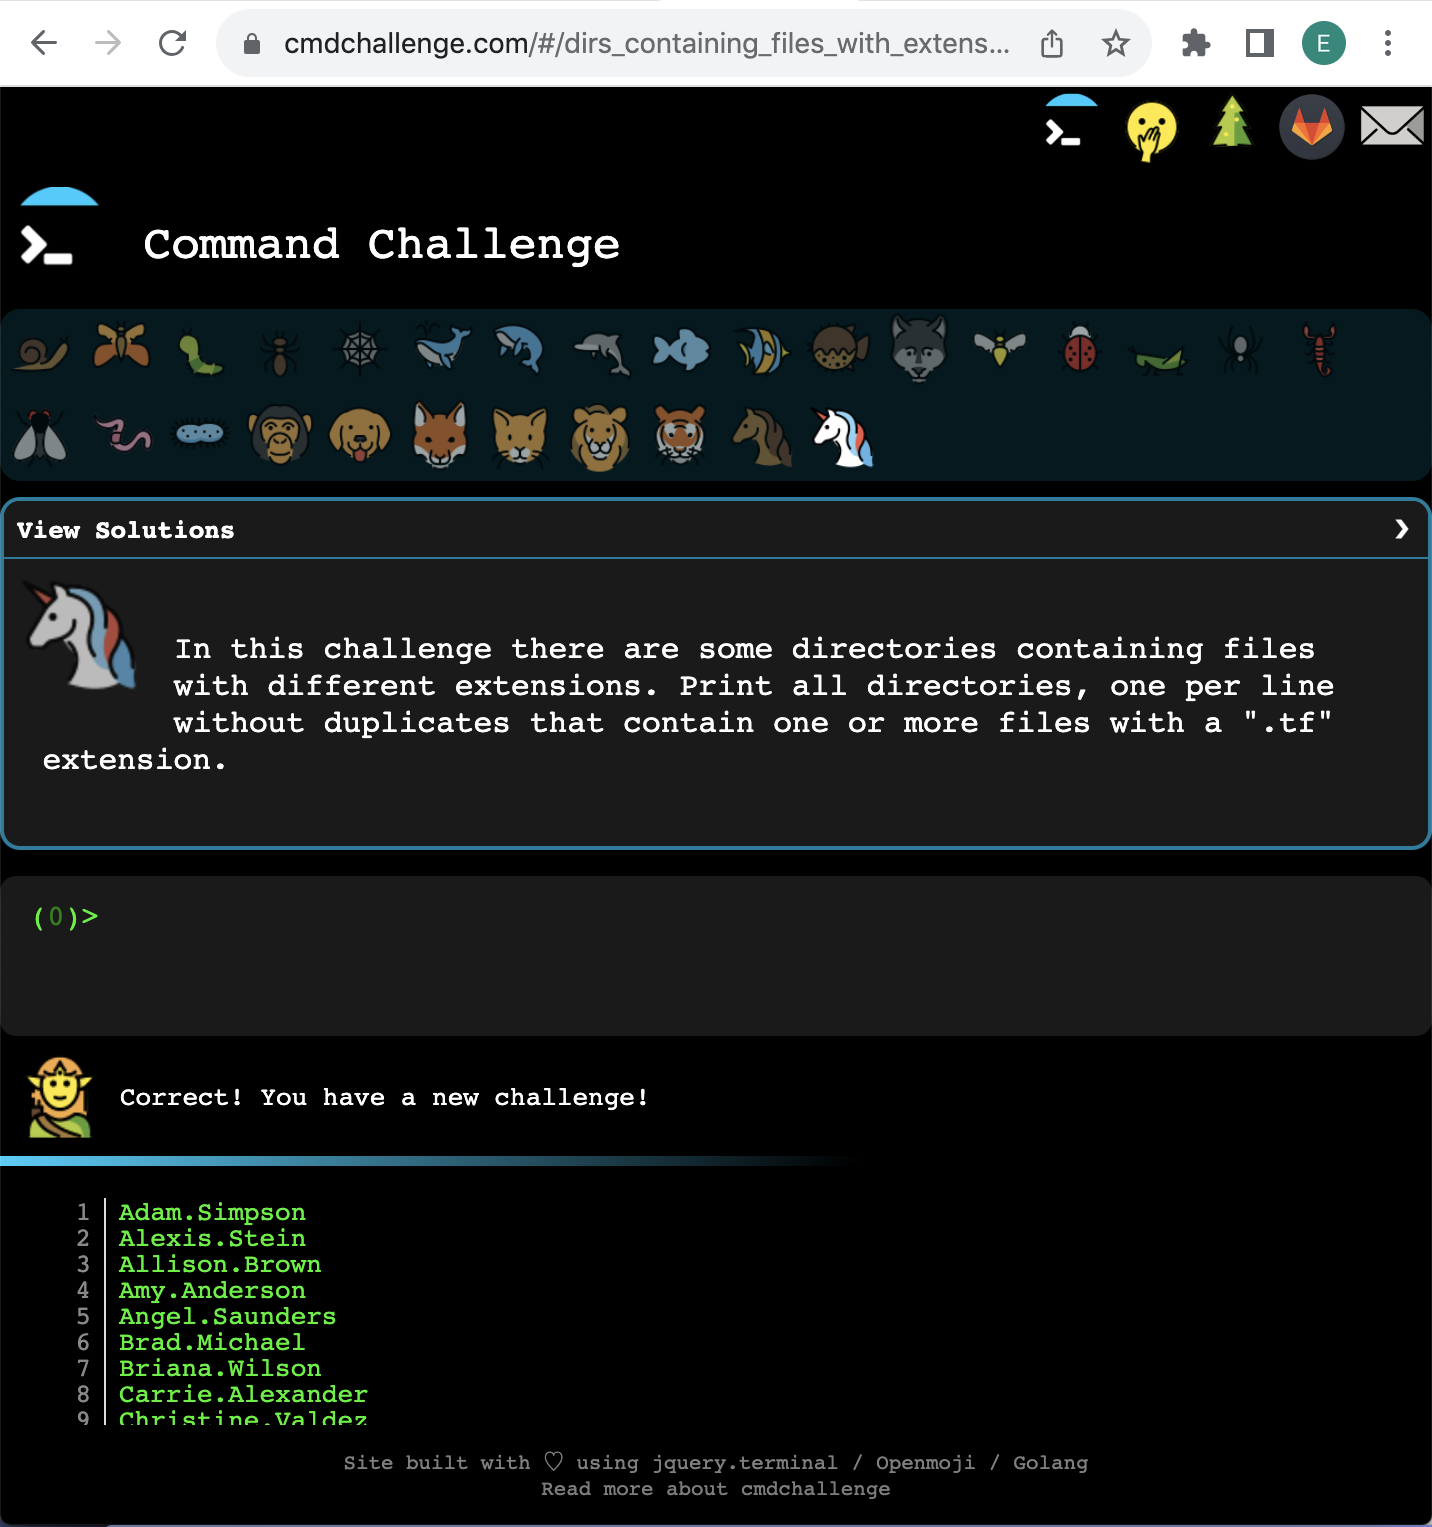 cmdchallenge.com/#/dirs_containing_files_with_extens...
E
Command Challenge
View Solutions
In this challenge there are some directories containing files
with different extensions. Print all directories, one per line
without duplicates that contain one or more files with a ".tf"
extension.
(0)>
Correct! You have a new challenge!
1 Adam.Simpson
2 Alexis.Stein
3 Allison.Brown
4 Amy.Anderson
5 Angel.Saunders
6 Brad.Michael
7 Briana.Wilson
8 Carrie.Alexander
9 Christine.Valdez
Site built with ♡ using jquery.terminal / Openmoji / Golang
Read more about cmdchallenge